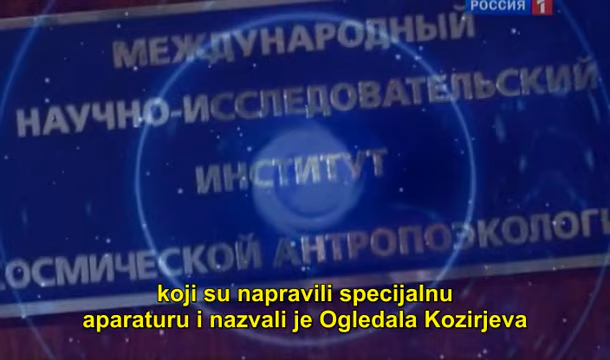 РОССИЯ 1
МЕЖДУНАРОДНЫЙ
НАУЧНО-ИССЛЕДОВАТЕЛЬСКИЙ
ИНСТИТУТ
КОСМИЧЕСКОЙ АНТРОПОЭКОЛОГИ
koji su napravili specijalnu
aparaturu i nazvali je Ogledala Kozirjeva